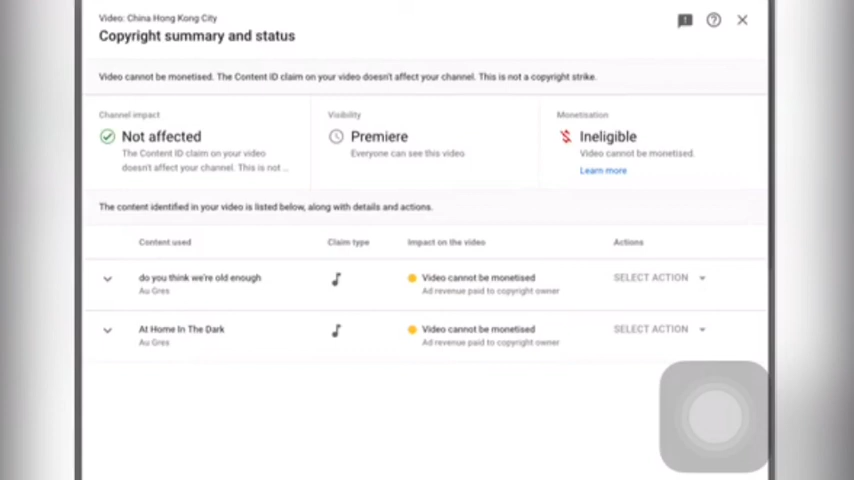 Video: China Hong Kong City
Copyright summary and status
Video cannot be monetised. The Content ID claim on your video doesn't affect your channel. This is not a copyright strike.
Channel impact
Visibility
Monetisation
Not affected
Premiere
Ineligible
The Content ID claim on your video
Everyone can see this video
Video cannot be monetised.
doesn't affect your channel. This is not ...
Learn more
The content identified in your video is listed below, along with details and actions.
Content used
Claim type
Impact on the video
Actions
do you think we're old enough
Video cannot be monetised
SELECT ACTION
Au Gres
Ad revenue paid to copyright owner
At Home In The Dark
Video cannot be monetised
SELECT ACTION
Au Gres
Ad revenue paid to copyright owner